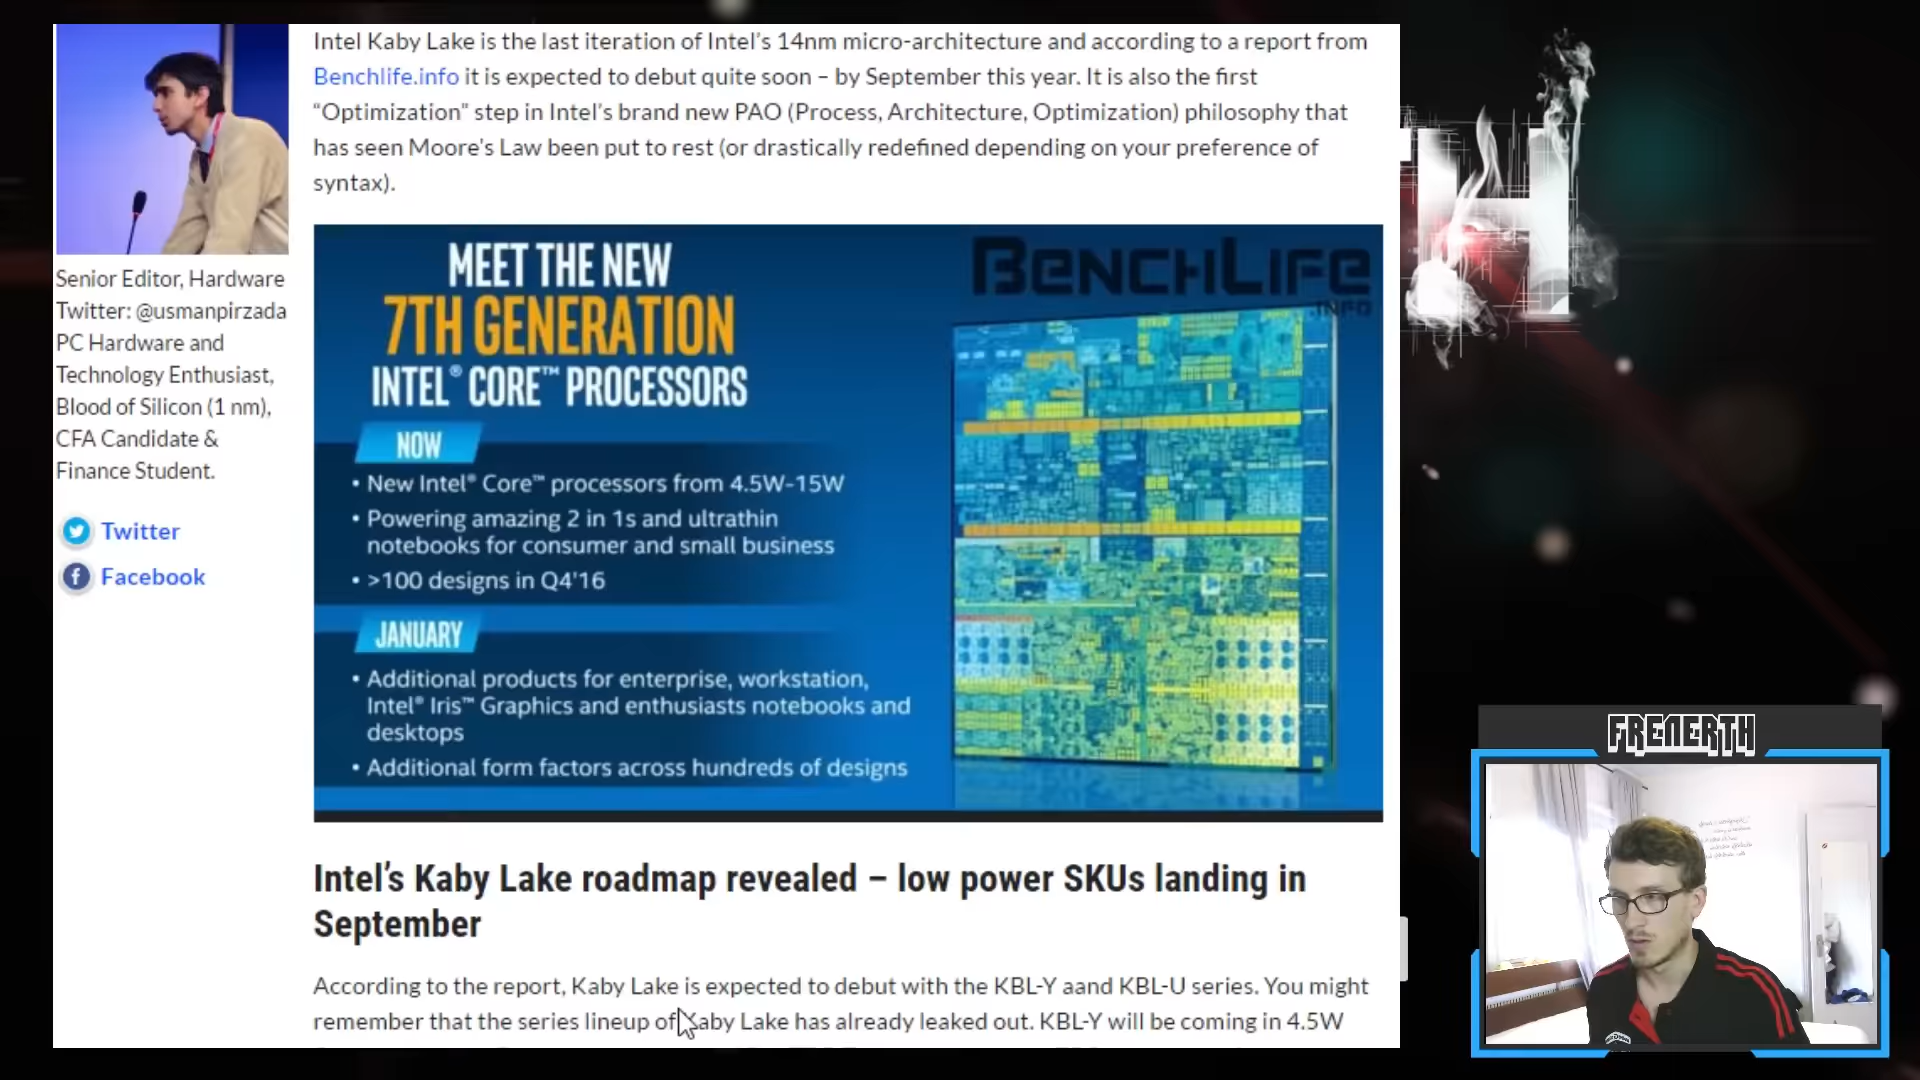 Intel Kaby Lake is the last iteration of Intel's 14nm micro-architecture and according to a report from
Benchlife.info it is expected to debut quite soon – by September this year. It is also the first
“Optimization” step in Intel's brand new PAO (Process, Architecture, Optimization) philosophy that
has seen Moore's Law been put to rest (or drastically redefined depending on your preference of
syntax).
Senior Editor, Hardware
Twitter: @usmanpirzada
PC Hardware and
Technology Enthusiast,
Blood of Silicon (1 nm),
CFA Candidate &
Finance Student.
Twitter
Facebook
BENCHLIFE
.INFO
MEET THE NEW
7TH GENERATION
INTEL® CORE™ PROCESSORS
NOW
• New Intel® Core™ processors from 4.5W-15W
• Powering amazing 2 in 1s and ultrathin
notebooks for consumer and small business
• >100 designs in Q4'16
JANUARY
• Additional products for enterprise, workstation,
Intel® Iris™ Graphics and enthusiasts notebooks and
desktops
• Additional form factors across hundreds of designs
Intel's Kaby Lake roadmap revealed – low power SKUs landing in
September
According to the report, Kaby Lake is expected to debut with the KBL-Y aand KBL-U series. You might
remember that the series lineup of Kaby Lake has already leaked out. KBL-Y will be coming in 4.5W
FRENERTH